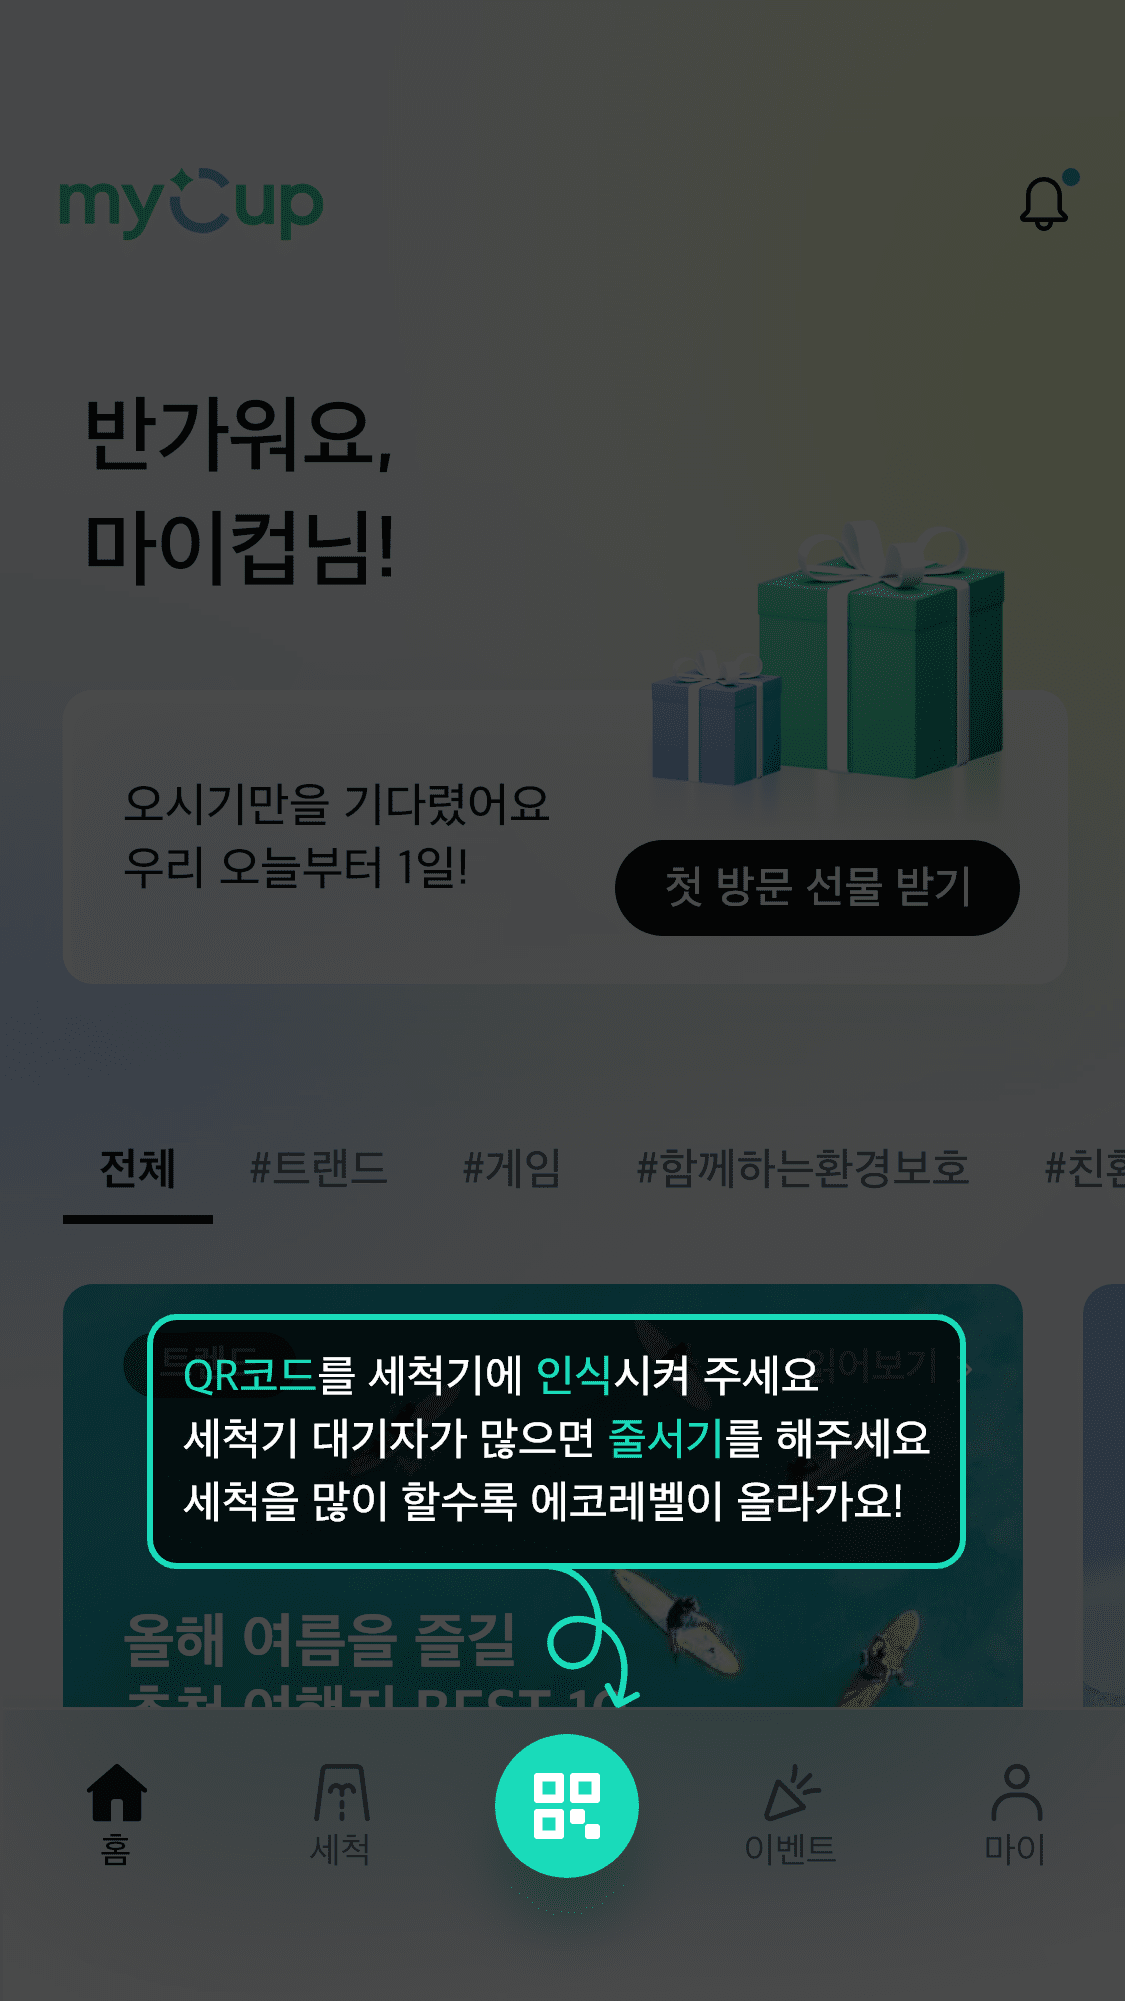 myCup
반가워요,
마이컵님!
오시기만을 기다렸어요
우리 오늘부터 1일!
첫 방문 선물 받기
전체 #트랜드 #게임 #함께하는환경보호 #친환
트랜드 읽어보기
QR코드를 세척기에 인식시켜 주세요
세척기 대기자가 많으면 줄서기를 해주세요
세척을 많이 할수록 에코레벨이 올라가요!
올해 여름을 즐길
추천 여행지 BEST 10
홈 세척 이벤트 마이